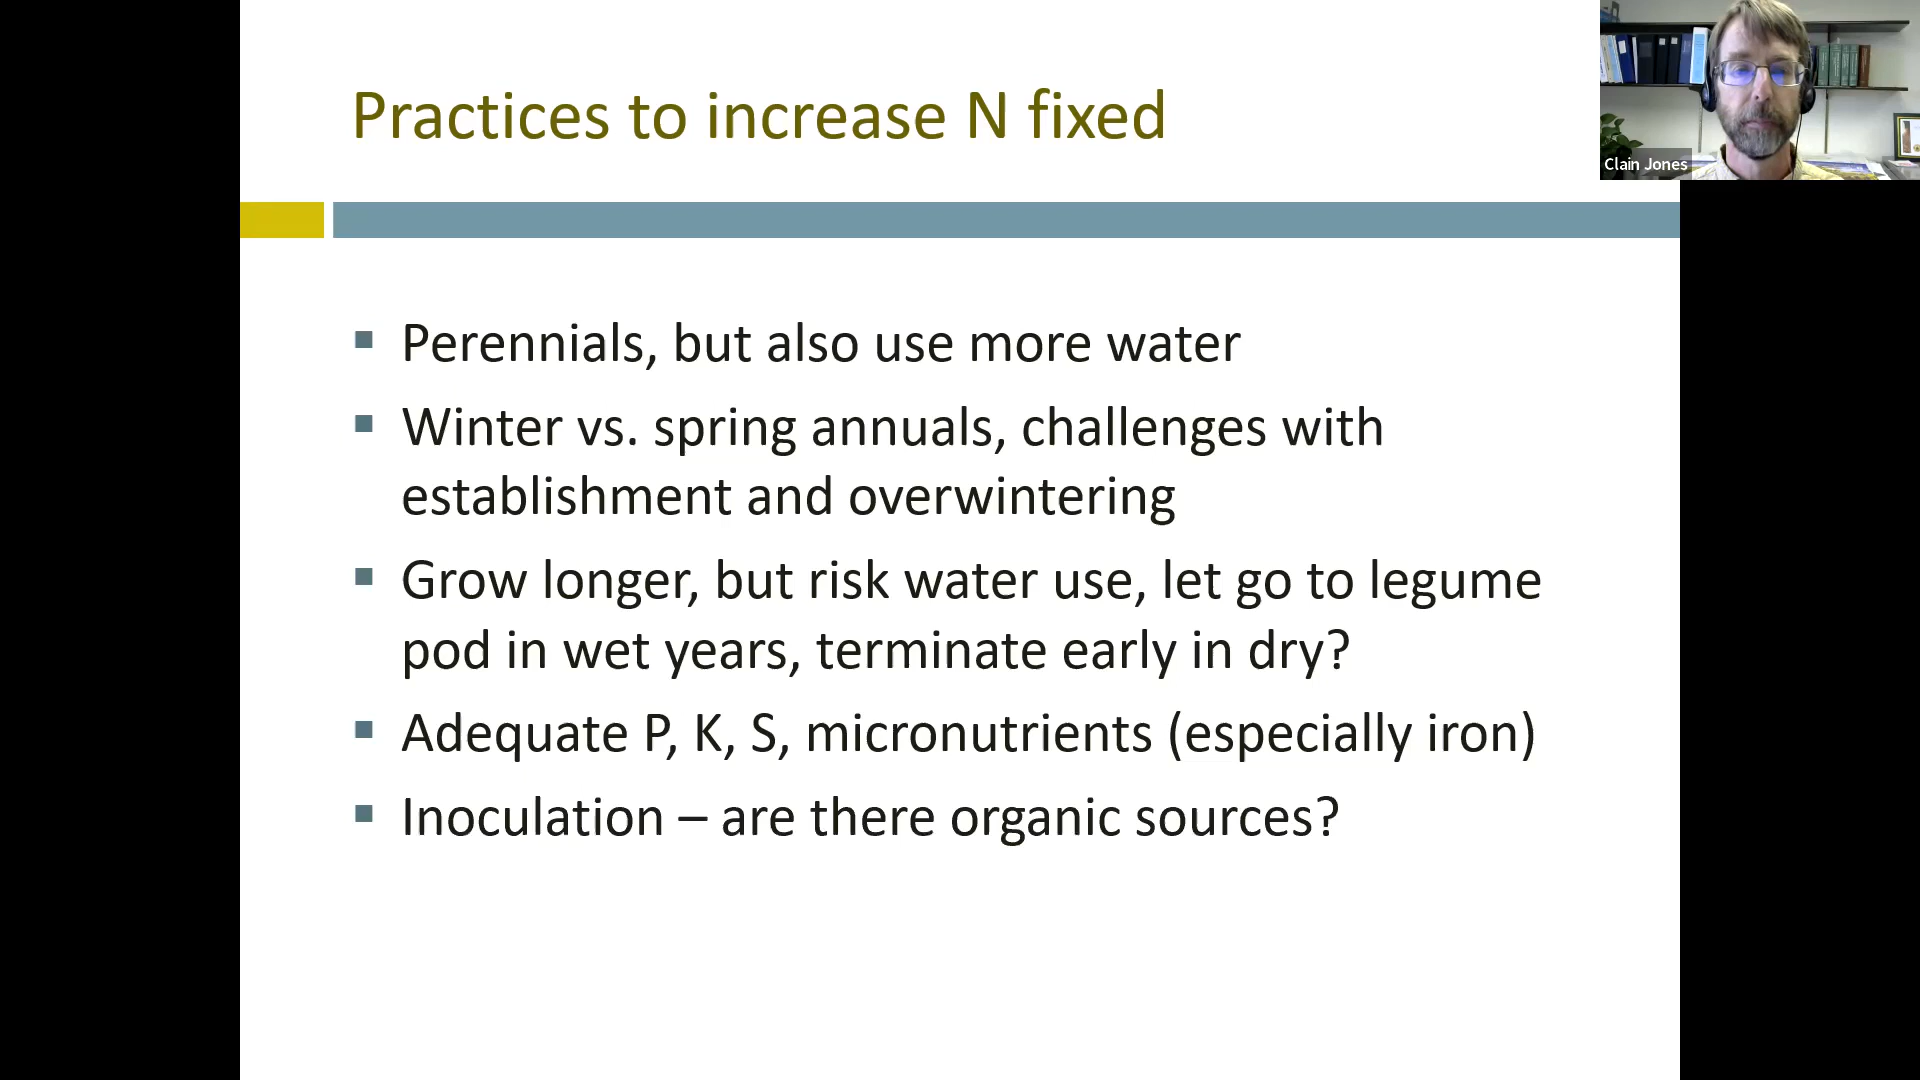 Practices to increase N fixed
Clain Jones
Perennials, but also use more water
Winter vs. spring annuals, challenges with
establishment and overwintering
Grow longer, but risk water use, let go to legume
pod in wet years, terminate early in dry?
Adequate P, K, S, micronutrients (especially iron)
Inoculation – are there organic sources?